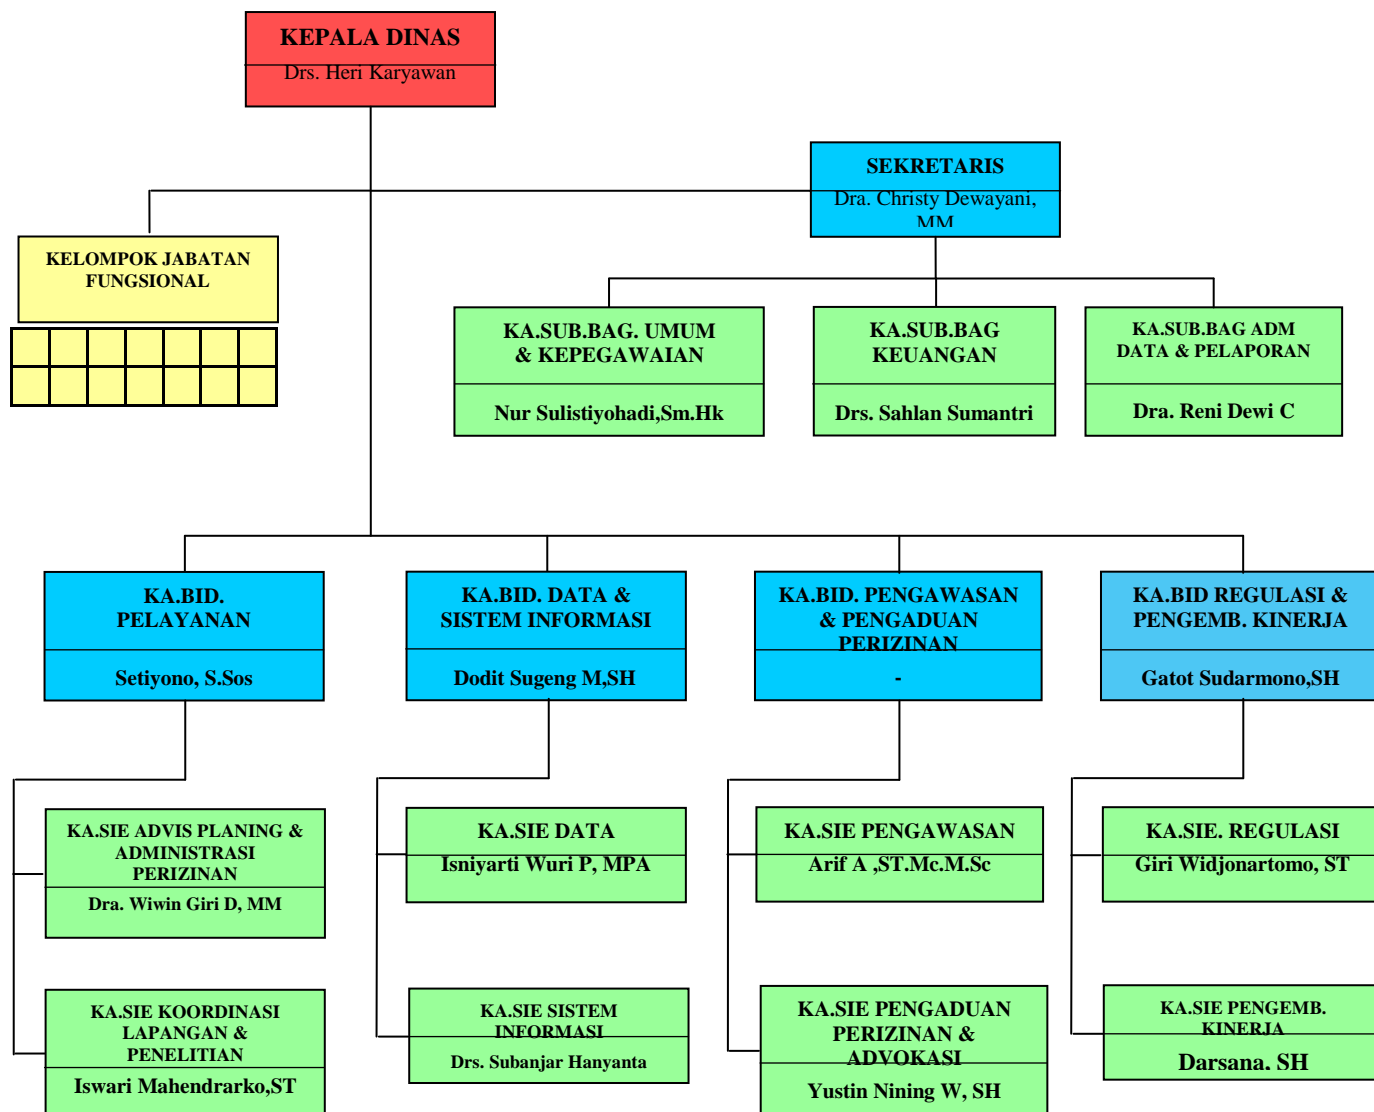 KEPALA DINAS
Drs. Heri Karyawan
SEKRETARIS
Dra. Christy Dewayani,
MM
KELOMPOK JABATAN
FUNGSIONAL
KA.SUB.BAG. UMUM
& KEPEGAWAIAN
Nur Sulistiyohadi,Sm.Hk
KA.SUB.BAG
KEUANGAN
Drs. Sahlan Sumantri
KA.SUB.BAG ADM
DATA & PELAPORAN
Dra. Reni Dewi C
KA.BID.
PELAYANAN
Setiyono, S.Sos
KA.BID. DATA &
SISTEM INFORMASI
Dodit Sugeng M,SH
KA.BID. PENGAWASAN
& PENGADUAN
PERIZINAN
-
KA.BID REGULASI &
PENGEMB. KINERJA
Gatot Sudarmono,SH
KA.SIE ADVIS PLANING &
ADMINISTRASI
PERIZINAN
Dra. Wiwin Giri D, MM
KA.SIE DATA
Isniyarti Wuri P, MPA
KA.SIE PENGAWASAN
Arif A ,ST.Mc.M.Sc
KA.SIE. REGULASI
Giri Widjonartomo, ST
KA.SIE KOORDINASI
LAPANGAN &
PENELITIAN
Iswari Mahendrarko,ST
KA.SIE SISTEM
INFORMASI
Drs. Subanjar Hanyanta
KA.SIE PENGADUAN
PERIZINAN &
ADVOKASI
Yustin Nining W, SH
KA.SIE PENGEMB.
KINERJA
Darsana. SH